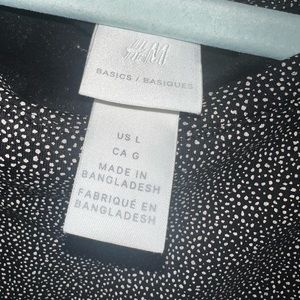 H&M
BASICS / BASIQUES
US L
CA G
MADE IN
BANGLADESH
FABRIQUÉ EN
BANGLADESH